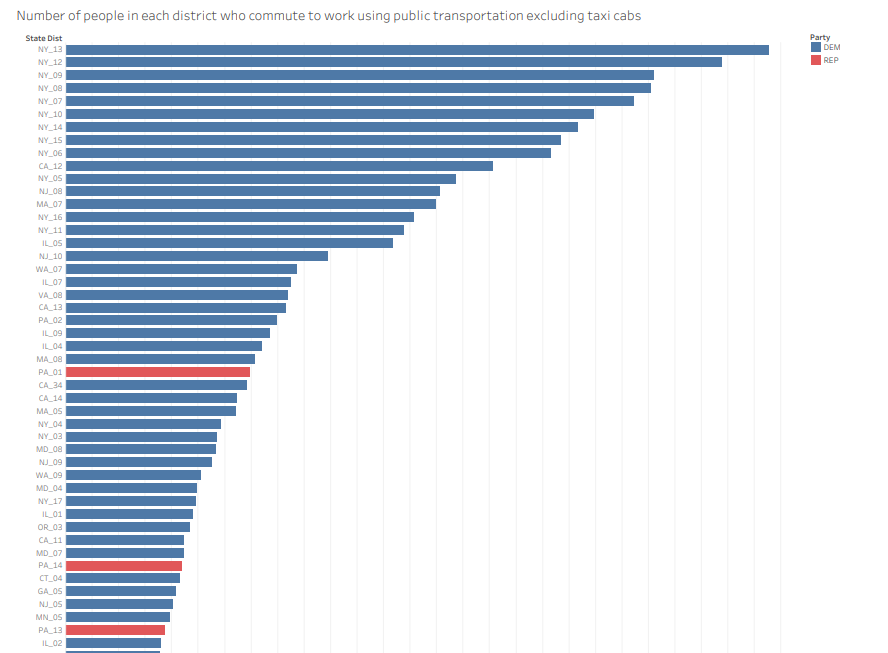 Number of people in each district who commute to work using public transportation excluding taxi cabs
State Dist
Party
DEM
REP
NY_13
NY_12
NY_09
NY_08
NY_07
NY_10
NY_14
NY_15
NY_06
CA_12
NY_05
NJ_08
MA_07
NY_16
NY_11
IL_05
NJ_10
WA_07
IL_07
VA_08
CA_13
PA_02
IL_09
IL_04
MA_08
PA_01
CA_34
CA_14
MA_05
NY_04
NY_03
MD_08
NJ_09
WA_09
MD_04
NY_17
IL_01
OR_03
CA_11
MD_07
PA_14
CT_04
GA_05
NJ_05
MN_05
PA_13
IL_02